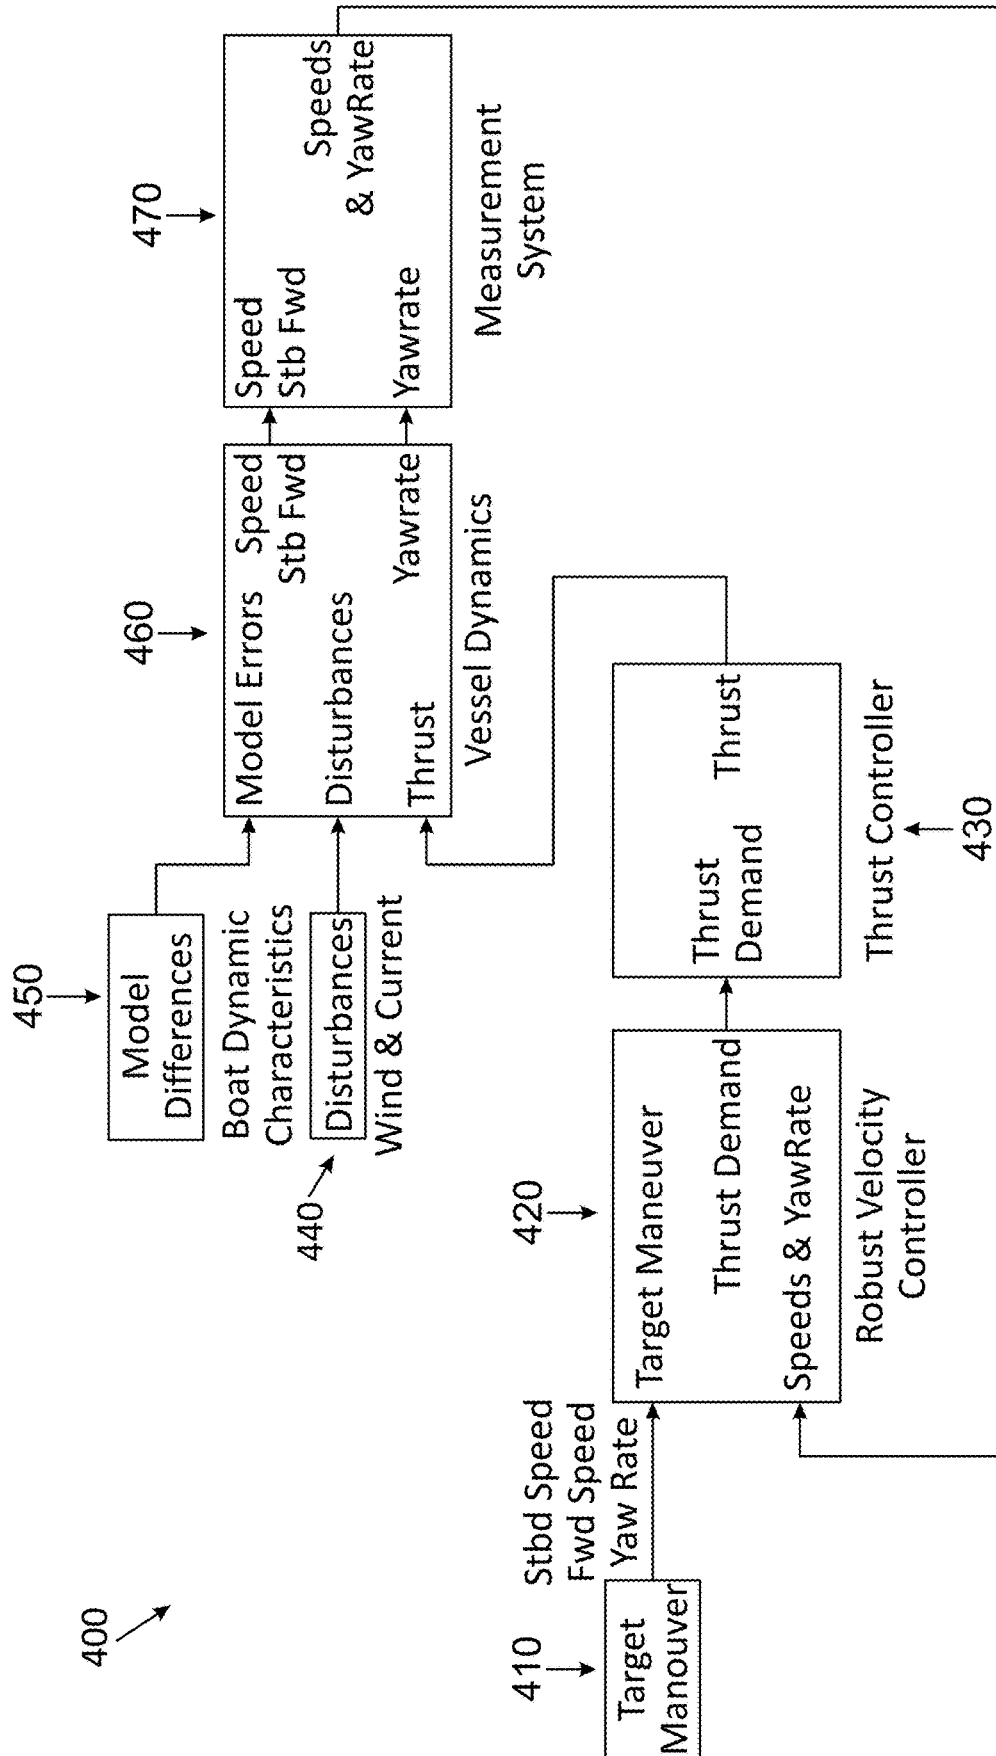 400
410
Target
Manouver
Stbd Speed
Fwd Speed
Yaw Rate
420
Target Maneuver
Thrust Demand
Speeds & YawRate
Robust Velocity
Controller
Thrust
Demand
Thrust
Thrust Controller
430
440
Disturbances
Wind & Current
450
Model
Differences
Boat Dynamic
Characteristics
460
Model Errors
Speed
Stb Fwd
Disturbances
Thrust
Yawrate
Vessel Dynamics
470
Speed
Stb Fwd
Speeds
& YawRate
Yawrate
Measurement
System